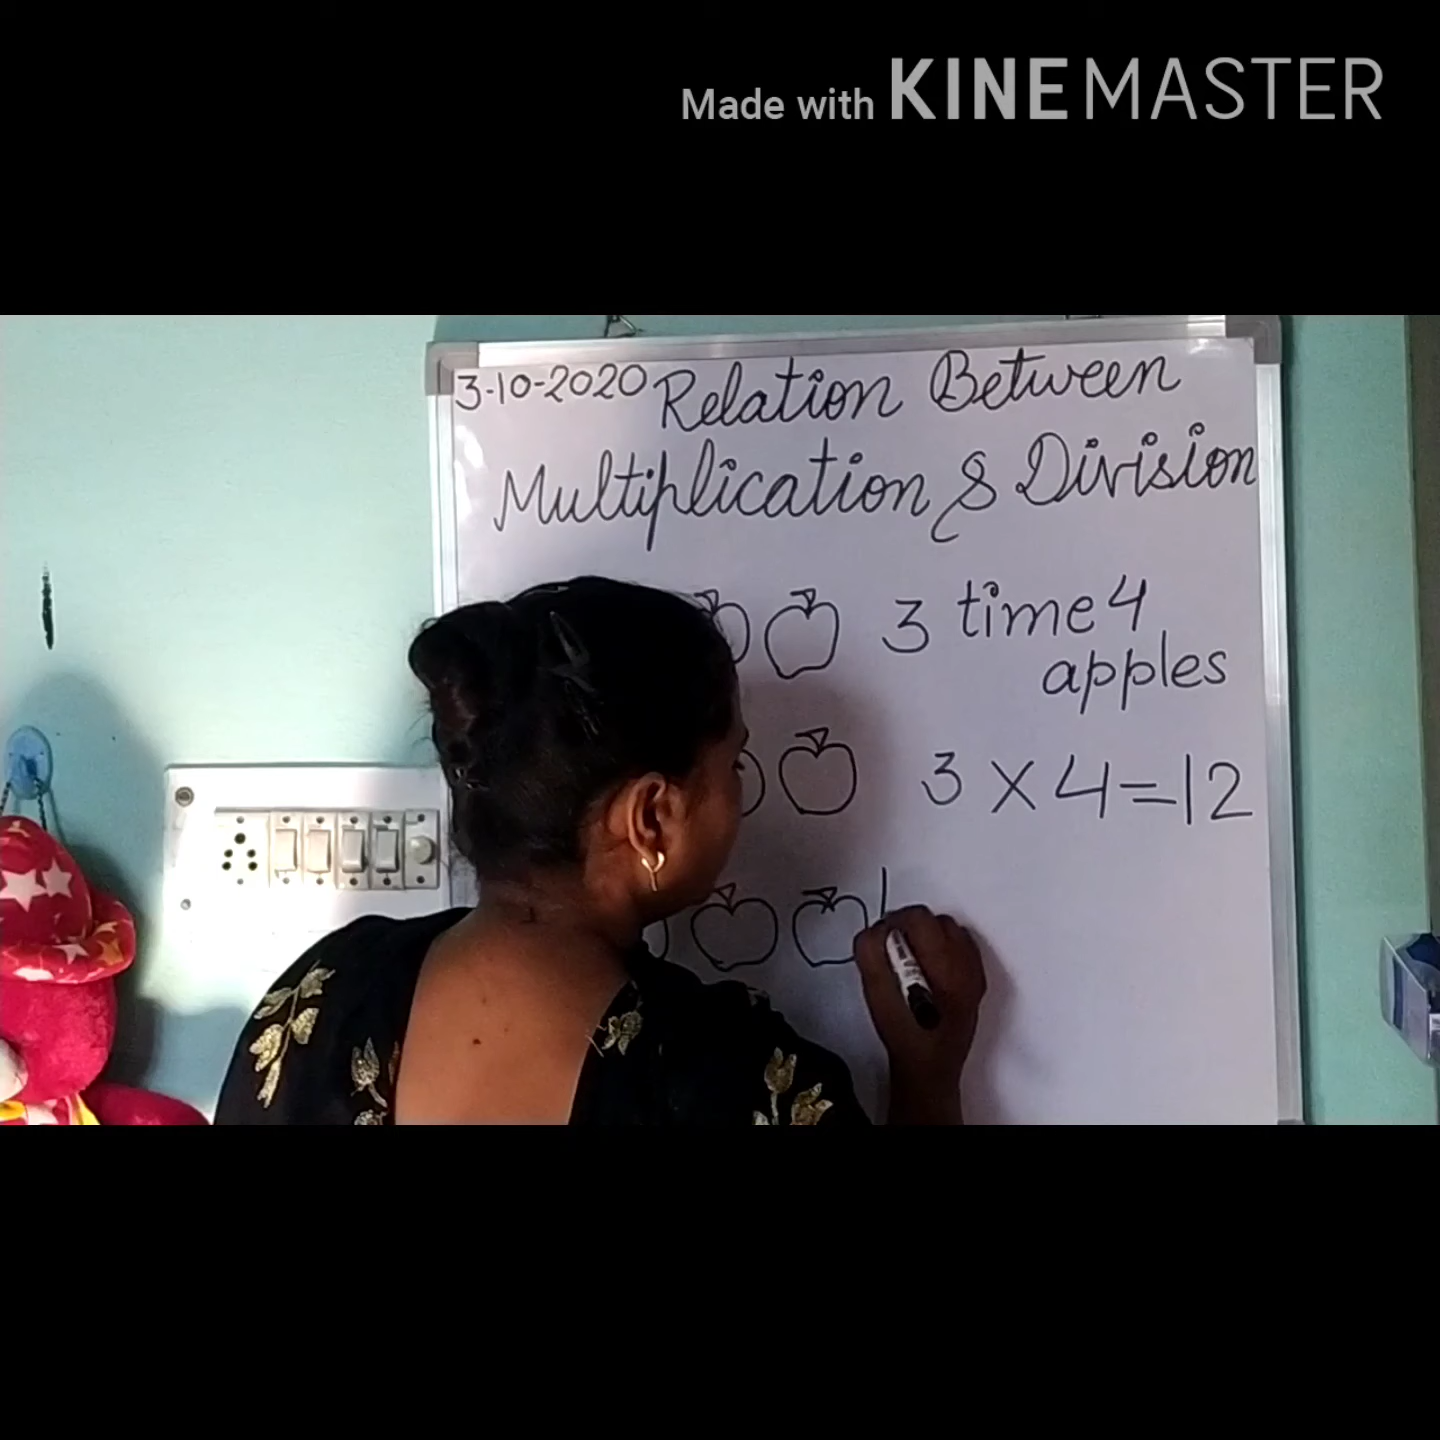 Made with KINEMASTER
3-10-2020 Relation Between
Multiplication & Division
3 time 4
apples
3 × 4 = 12